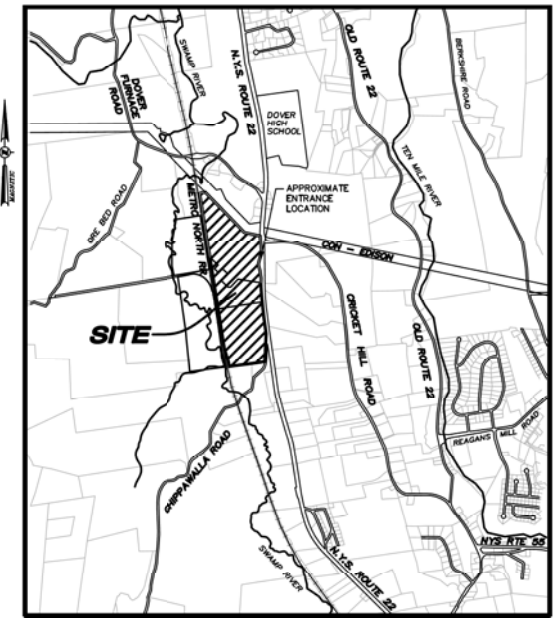 SWAMP RIVER
N.Y.S. ROUTE 22
OLD ROUTE 22
BERKSHIRE ROAD
DOVER
FURNACE
ROAD
DOVER
HIGH
SCHOOL
TEN MILE RIVER
MAGNETIC
N
ORE BED ROAD
METRO NORTH RR
APPROXIMATE
ENTRANCE
LOCATION
CON - EDISON
SITE
CRICKET HILL ROAD
OLD ROUTE 22
REAGANS MILL ROAD
CHIPPAWALLA ROAD
NYS RTE 55
SWAMP RIVER
N.Y.S. ROUTE 22